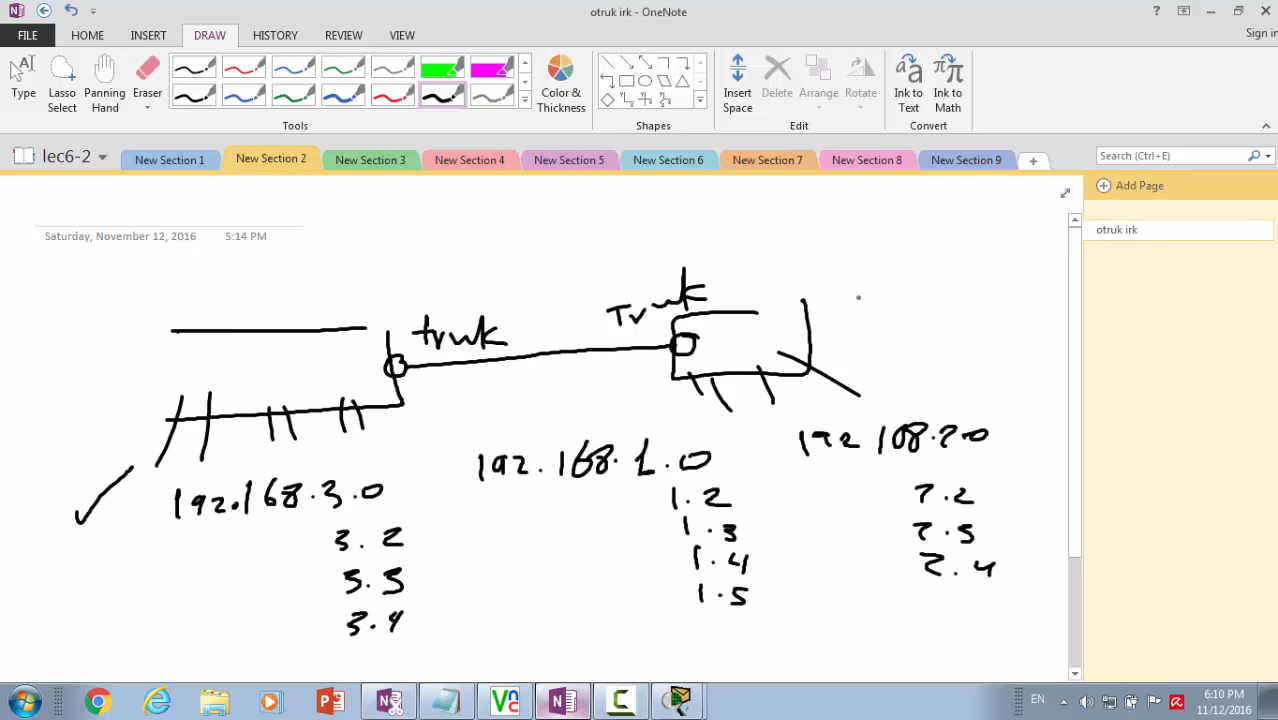 otruk irk - OneNote
FILE HOME INSERT DRAW HISTORY REVIEW VIEW
Sign in
Type
Lasso Select
Panning Hand
Eraser
Color & Thickness
Insert Space
Delete
Arrange
Rotate
Ink to Text
Ink to Math
Tools
Shapes
Edit
Convert
lec6-2
New Section 1 New Section 2 New Section 3 New Section 4 New Section 5 New Section 6 New Section 7 New Section 8 New Section 9
Search (Ctrl+E)
Add Page
otruk irk
Saturday, November 12, 2016 5:14 PM
trunk
Trunk
192.168.3.0
3.2
3.3
3.4
192.168.1.0
1.2
1.3
1.4
1.5
192 168.2.0
2.2
2.3
2.4
EN
6:10 PM
11/12/2016